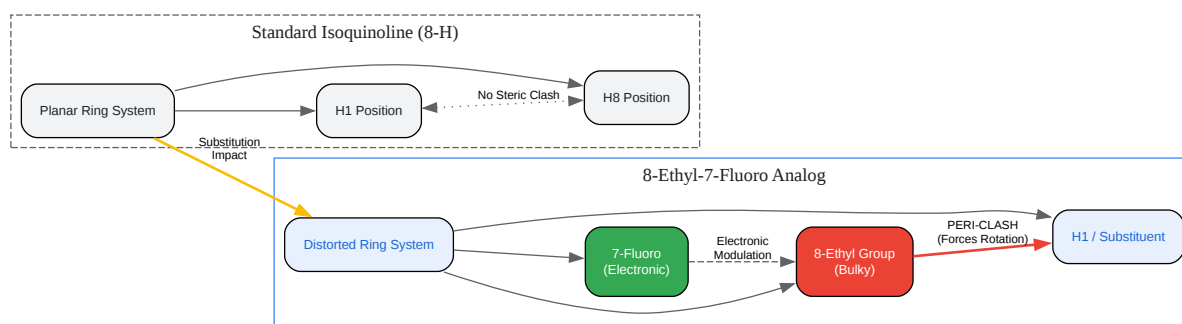 Standard Isoquinoline (8-H)
Planar Ring System
H1 Position
No Steric Clash
H8 Position
Substitution
Impact
8-Ethyl-7-Fluoro Analog
Distorted Ring System
7-Fluoro
(Electronic)
Electronic
Modulation
8-Ethyl Group
(Bulky)
PERI-CLASH
(Forces Rotation)
H1 / Substituent